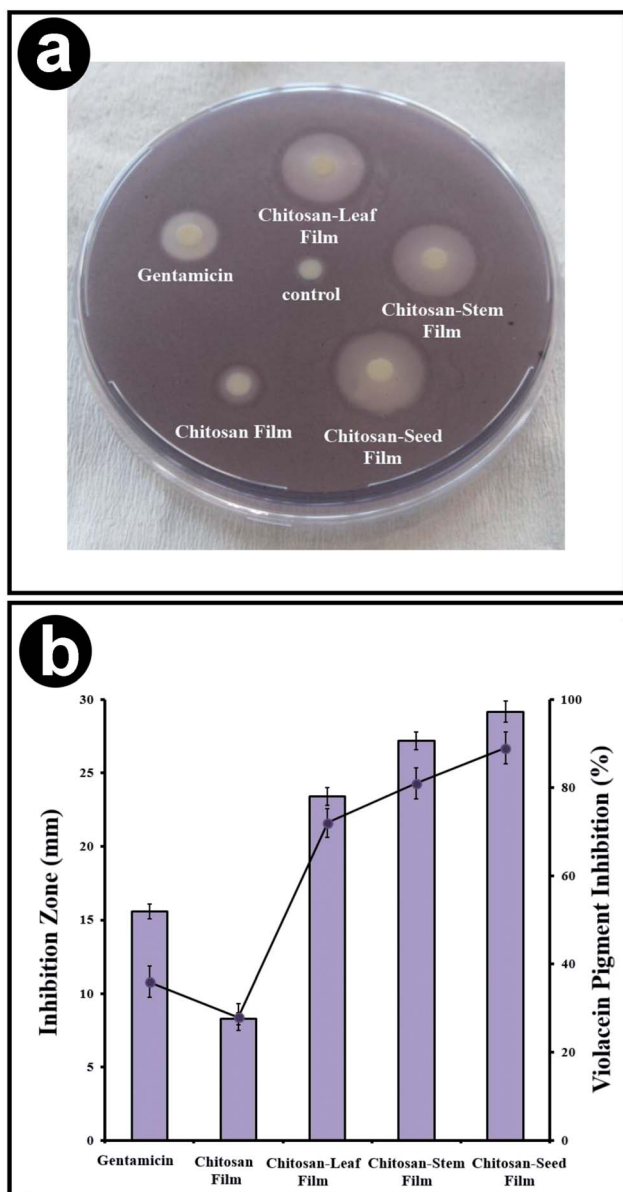 a
Chitosan-Leaf
Film
Gentamicin
control
Chitosan-Stem
Film
Chitosan Film
Chitosan-Seed
Film
b
30
25
20
15
10
5
0
Inhibition Zone (mm)
100
80
60
40
20
0
Violacein Pigment Inhibition (%)
Gentamicin
Chitosan
Film
Chitosan-Leaf
Film
Chitosan-Stem
Film
Chitosan-Seed
Film